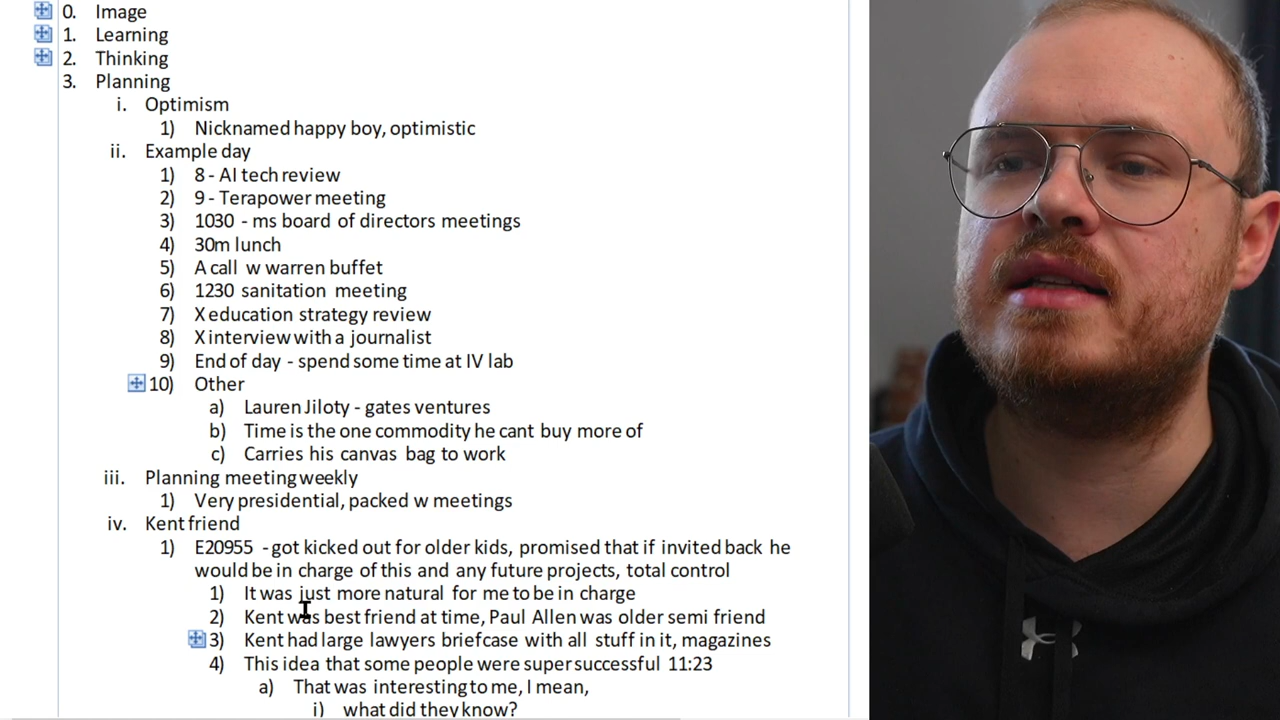 0. Image
1. Learning
2. Thinking
3. Planning
i. Optimism
1) Nicknamed happy boy, optimistic
ii. Example day
1) 8 - AI tech review
2) 9 - Terapower meeting
3) 1030 - ms board of directors meetings
4) 30m lunch
5) A call w warren buffet
6) 1230 sanitation meeting
7) X education strategy review
8) X interview with a journalist
9) End of day - spend some time at IV lab
10) Other
a) Lauren Jiloty - gates ventures
b) Time is the one commodity he cant buy more of
c) Carries his canvas bag to work
iii. Planning meeting weekly
1) Very presidential, packed w meetings
iv. Kent friend
1) E20955 - got kicked out for older kids, promised that if invited back he
would be in charge of this and any future projects, total control
1) It was just more natural for me to be in charge
2) Kent was best friend at time, Paul Allen was older semi friend
3) Kent had large lawyers briefcase with all stuff in it, magazines
4) This idea that some people were super successful 11:23
a) That was interesting to me, I mean,
i) what did they know?